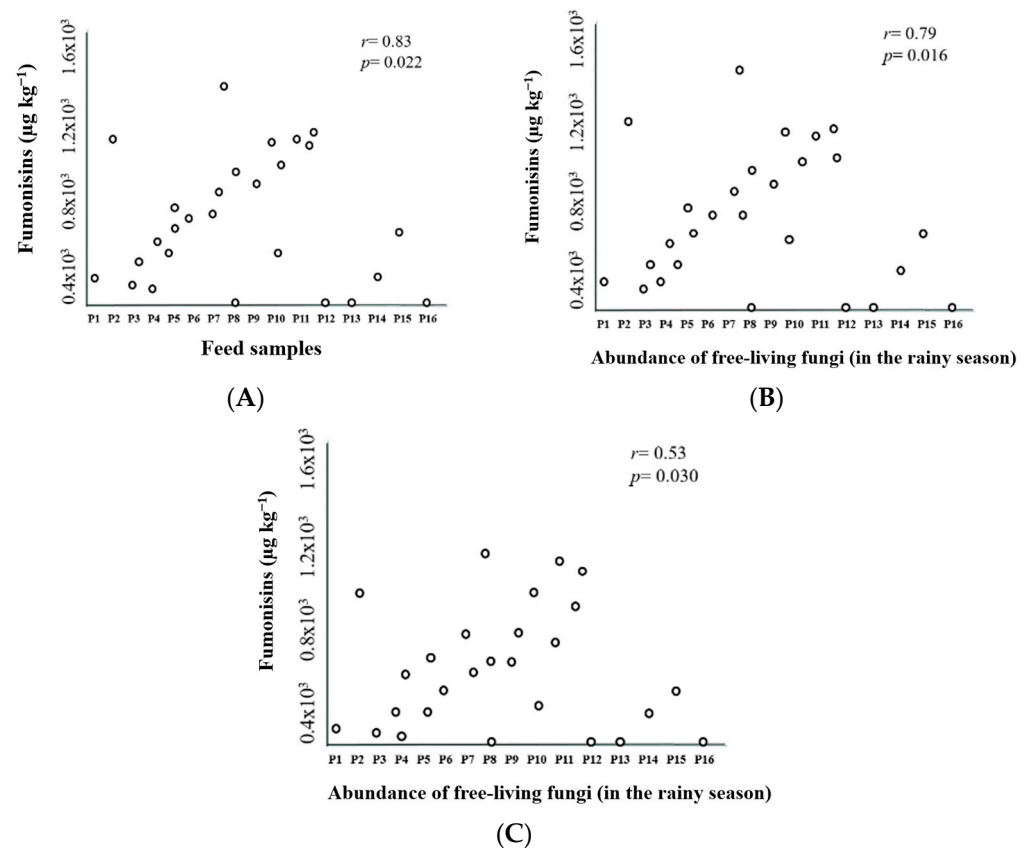 r= 0.83
p= 0.022
Fumonisins (µg kg⁻¹)
1.6x10³
1.2x10³
0.8x10³
0.4x10³
P1 P2 P3 P4 P5 P6 P7 P8 P9 P10 P11 P12 P13 P14 P15 P16
Feed samples
(A)
r= 0.79
p= 0.016
Fumonisins (µg kg⁻¹)
1.6x10³
1.2x10³
0.8x10³
0.4x10³
P1 P2 P3 P4 P5 P6 P7 P8 P9 P10 P11 P12 P13 P14 P15 P16
Abundance of free-living fungi (in the rainy season)
(B)
r= 0.53
p= 0.030
Fumonisins (µg kg⁻¹)
1.6x10³
1.2x10³
0.8x10³
0.4x10³
P1 P2 P3 P4 P5 P6 P7 P8 P9 P10 P11 P12 P13 P14 P15 P16
Abundance of free-living fungi (in the rainy season)
(C)